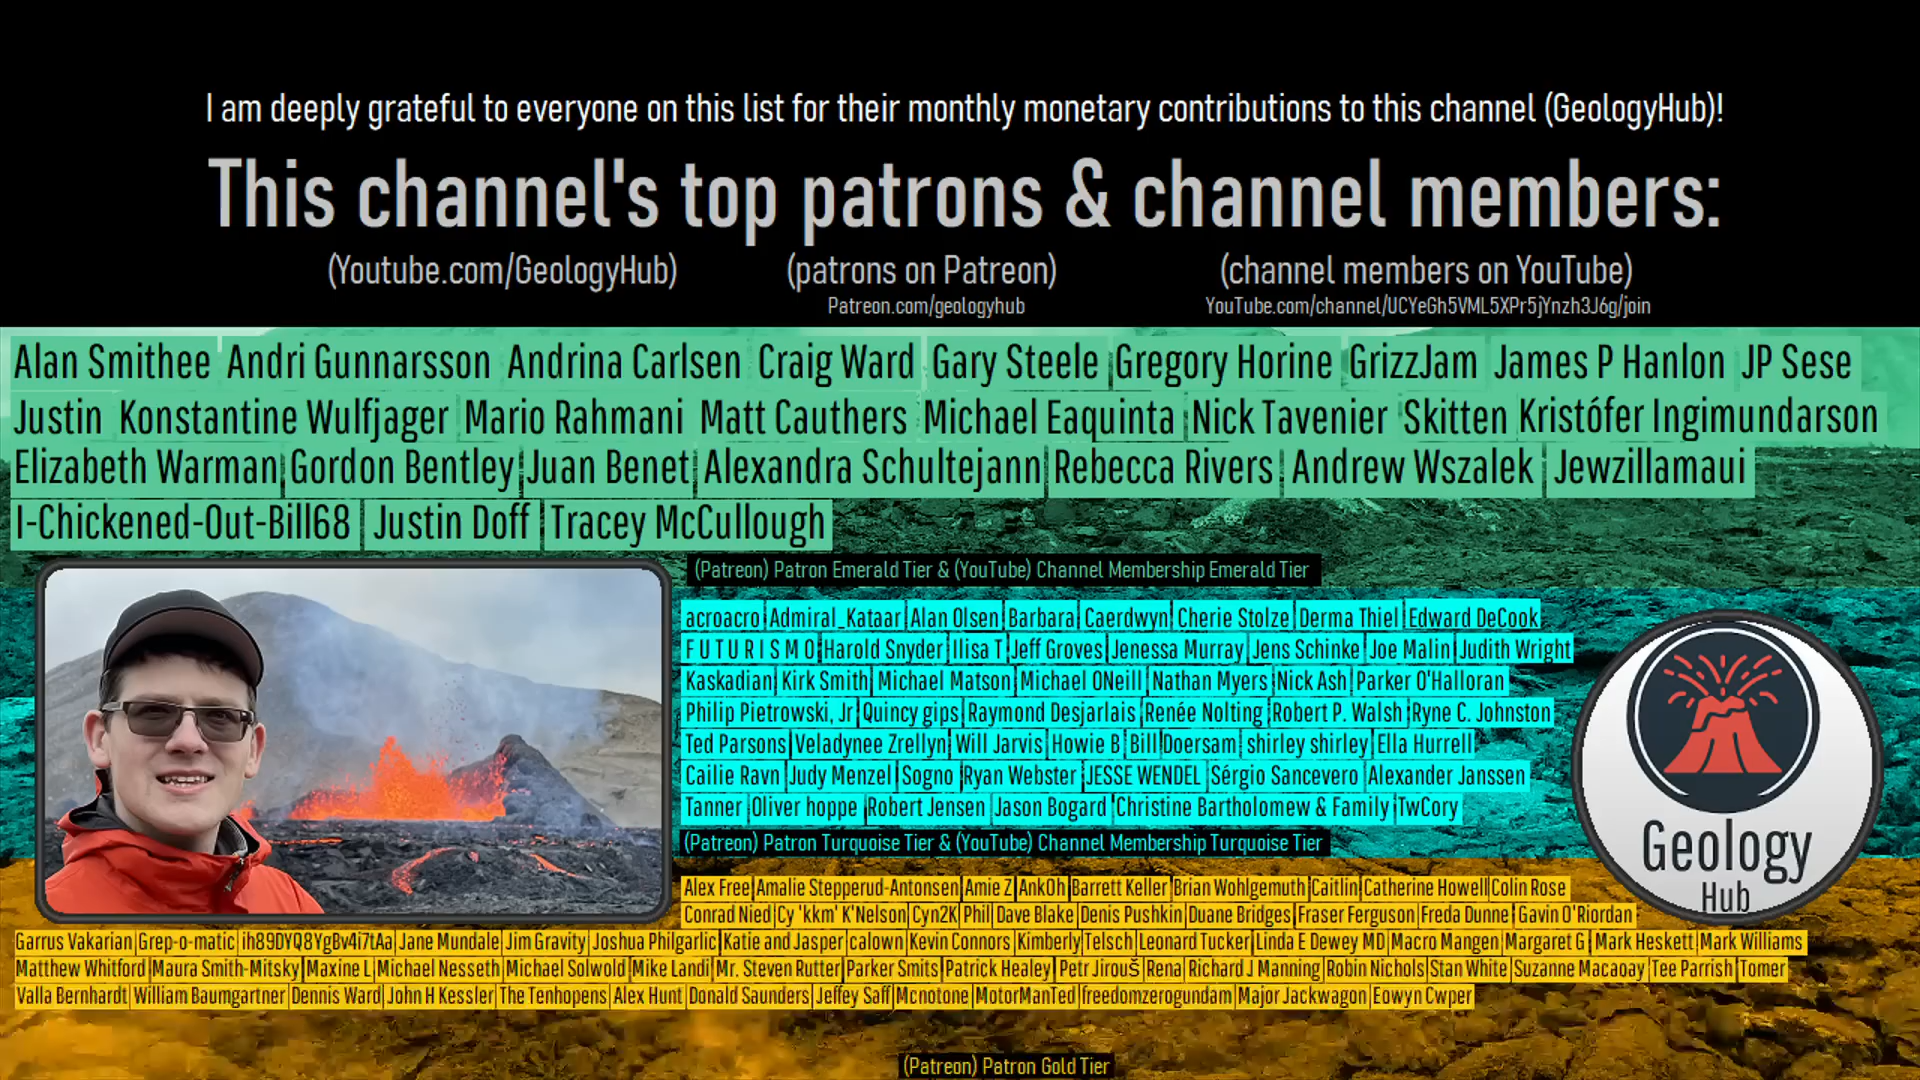 I am deeply grateful to everyone on this list for their monthly monetary contributions to this channel (GeologyHub)!
This channel's top patrons & channel members:
(Youtube.com/GeologyHub) (patrons on Patreon) (channel members on YouTube)
Patreon.com/geologyhub YouTube.com/channel/UCYeGh5VML5XPr5jYnzh3J6g/join
Alan Smithee Andri Gunnarsson Andrina Carlsen Craig Ward Gary Steele Gregory Horine GrizzJam James P Hanlon JP Sese
Justin Konstantine Wulfjager Mario Rahmani Matt Cauthers Michael Eaquinta Nick Tavenier Skitten Kristófer Ingimundarson
Elizabeth Warman Gordon Bentley Juan Benet Alexandra Schultejann Rebecca Rivers Andrew Wszalek Jewzillamaui
I-Chickened-Out-Bill68 Justin Doff Tracey McCullough
(Patreon) Patron Emerald Tier & (YouTube) Channel Membership Emerald Tier
acroacro Admiral_Kataar Alan Olsen Barbara Caerdwyn Cherie Stolze Derma Thiel Edward DeCook
F U T U R I S M O Harold Snyder Ilisa T Jeff Groves Jenessa Murray Jens Schinke Joe Malin Judith Wright
Kaskadian Kirk Smith Michael Matson Michael ONeill Nathan Myers Nick Ash Parker O'Halloran
Philip Pietrowski, Jr Quincy gips Raymond Desjarlais Renée Nolting Robert P. Walsh Ryne C. Johnston
Ted Parsons Veladynee Zrellyn Will Jarvis Howie B Bill Doersam shirley shirley Ella Hurrell
Cailie Ravn Judy Menzel Sogno Ryan Webster JESSE WENDEL Sérgio Sancevero Alexander Janssen
Tanner Oliver hoppe Robert Jensen Jason Bogard Christine Bartholomew & Family TwCory
(Patreon) Patron Turquoise Tier & (YouTube) Channel Membership Turquoise Tier
Geology
Hub
Alex Free Amalie Stepperud-Antonsen Amie Z AnkOh Barrett Keller Brian Wohlgemuth Caitlin Catherine Howell Colin Rose
Conrad Nied Cy 'kkm' K'Nelson Cyn2K Phil Dave Blake Denis Pushkin Duane Bridges Fraser Ferguson Freda Dunne Gavin O'Riordan
Garrus Vakarian Grep-o-matic ih89DYQ8YgBv4i7tAa Jane Mundale Jim Gravity Joshua Philgarlic Katie and Jasper calown Kevin Connors Kimberly Telsch Leonard Tucker Linda E Dewey MD Macro Mangen Margaret G Mark Heskett Mark Williams
Matthew Whitford Maura Smith-Mitsky Maxine L Michael Nesseth Michael Solwold Mike Landi Mr. Steven Rutter Parker Smits Patrick Healey Petr Jirouš Rena Richard J Manning Robin Nichols Stan White Suzanne Macaoay Tee Parrish Tomer
Valla Bernhardt William Baumgartner Dennis Ward John H Kessler The Tenhopens Alex Hunt Donald Saunders Jeffey Saff Mcnotone MotorManTed freedomzerogundam Major Jackwagon Eowyn Cwper
(Patreon) Patron Gold Tier